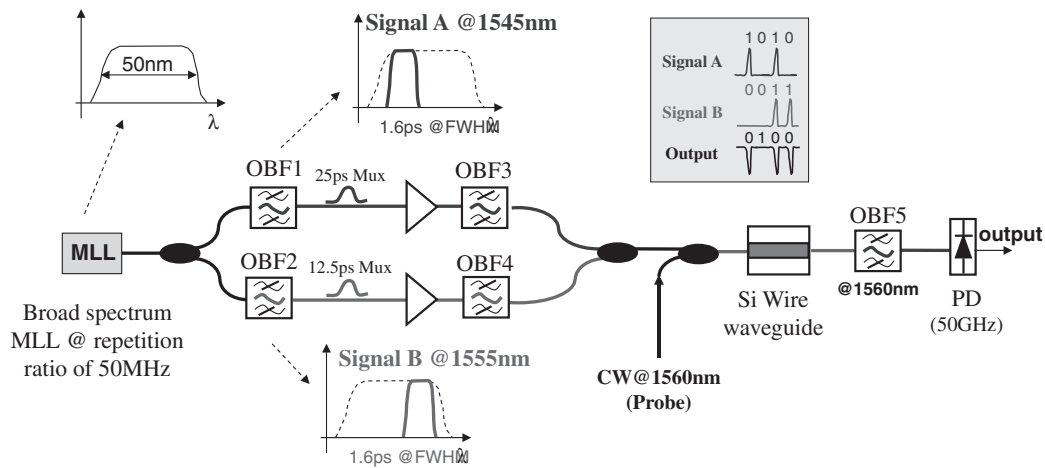 50nm
λ
Signal A @1545nm
1.6ps @FWHM
1 0 1 0
Signal A
0 0 1 1
Signal B
0 1 0 0
Output
OBF1
25ps Mux
OBF3
MLL
OBF2
12.5ps Mux
OBF4
OBF5
output
@1560nm
Si Wire
waveguide
PD
(50GHz)
Broad spectrum
MLL @ repetition
ratio of 50MHz
CW@1560nm
(Probe)
Signal B @1555nm
1.6ps @FWHM